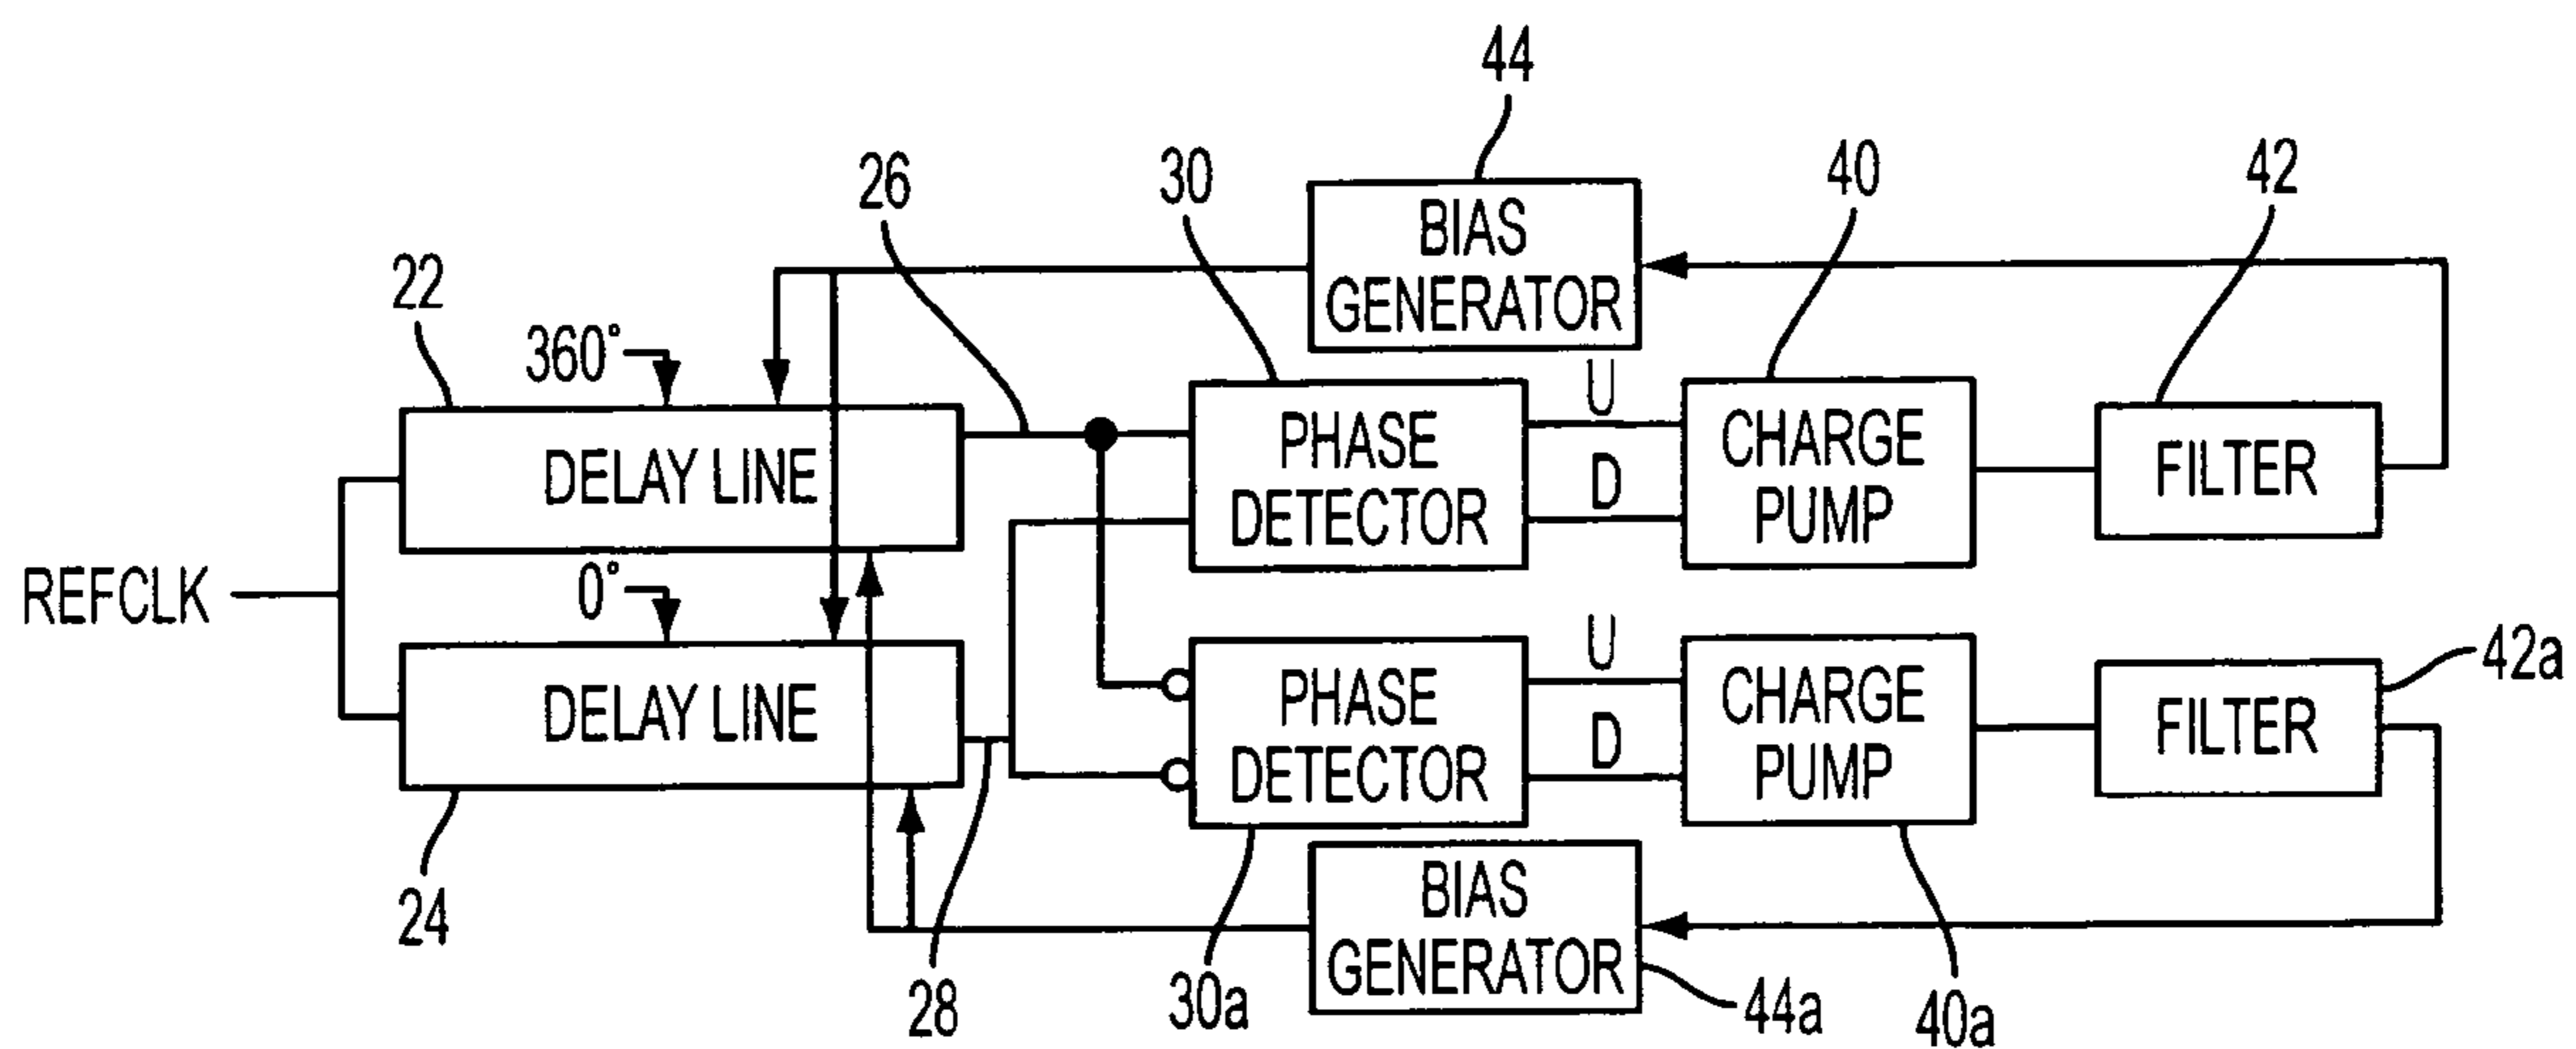 44
26
30
40
42
BIAS
GENERATOR
22
360°
U
DELAY LINE
PHASE
DETECTOR
D
CHARGE
PUMP
FILTER
REFCLK
0°
U
42a
DELAY LINE
PHASE
DETECTOR
D
CHARGE
PUMP
FILTER
24
BIAS
GENERATOR
28
30a
44a
40a